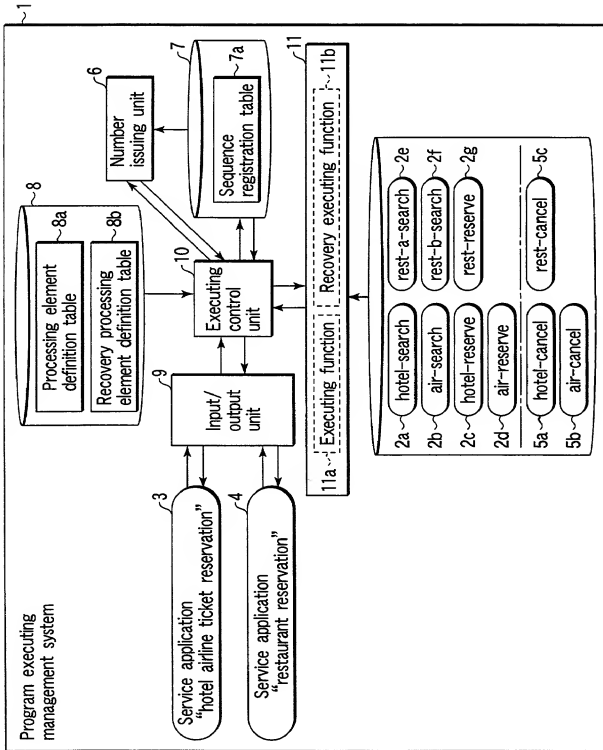 1
Program executing
management system
8
8a
Processing element
definition table
8b
Recovery processing
element definition table
6
Number
issuing unit
7
7a
Sequence
registration table
3
Service application
“hotel airline ticket reservation”
4
Service application
“restaurant reservation”
9
Input/
output
unit
10
Executing
control
unit
11
11a
Executing function
Recovery executing function
11b
2a
hotel-search
2b
air-search
2c
hotel-reserve
2d
air-reserve
rest-a-search
2e
rest-b-search
2f
rest-reserve
2g
5a
hotel-cancel
5b
air-cancel
rest-cancel
5c